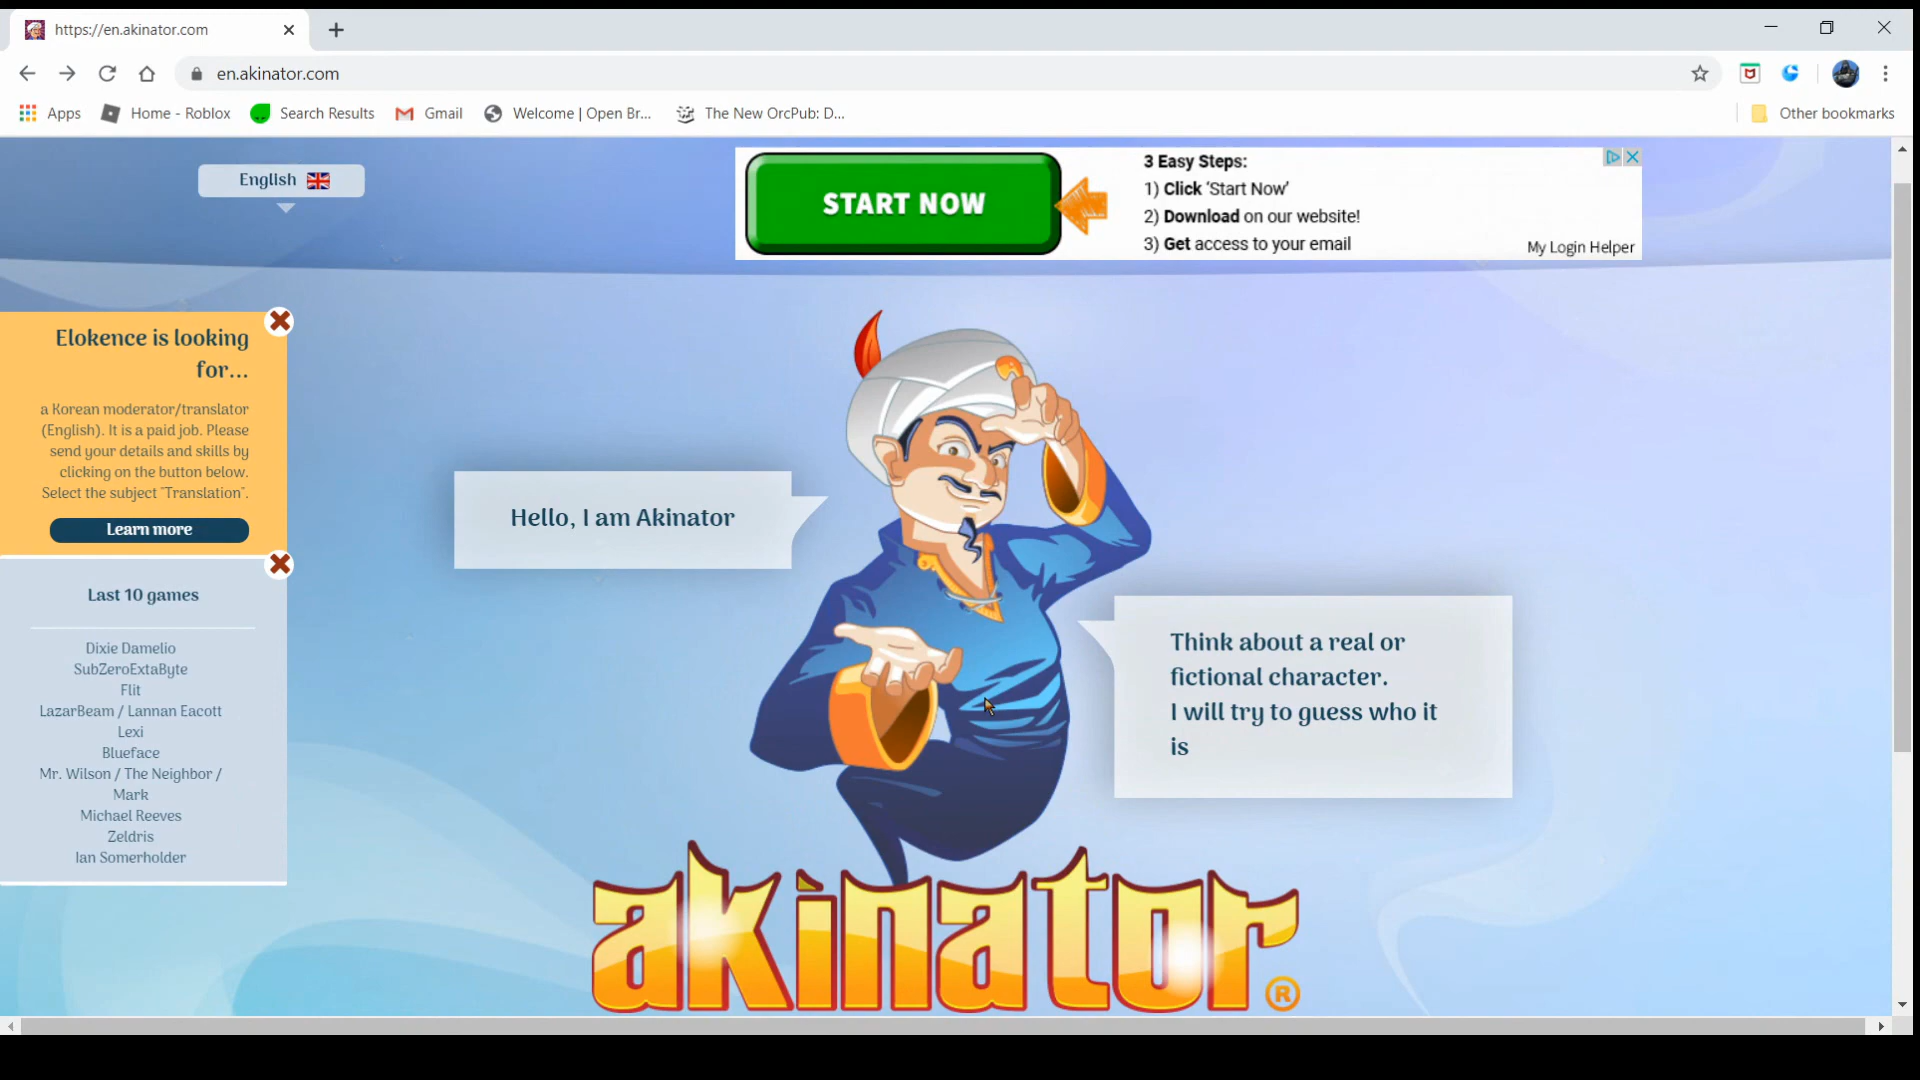 https://en.akinator.com
en.akinator.com
Apps
Home - Roblox
Search Results
Gmail
Welcome | Open Br...
The New OrcPub: D...
Other bookmarks
English
START NOW
3 Easy Steps:
1) Click 'Start Now'
2) Download on our website!
3) Get access to your email
My Login Helper
Elokence is looking
for...
a Korean moderator/translator
(English). It is a paid job. Please
send your details and skills by
clicking on the button below.
Select the subject "Translation".
Learn more
Last 10 games
Dixie Damelio
SubZeroExtaByte
Flit
LazarBeam / Lannan Eacott
Lexi
Blueface
Mr. Wilson / The Neighbor /
Mark
Michael Reeves
Zeldris
Ian Somerholder
Hello, I am Akinator
Think about a real or
fictional character.
I will try to guess who it
is
akinator®